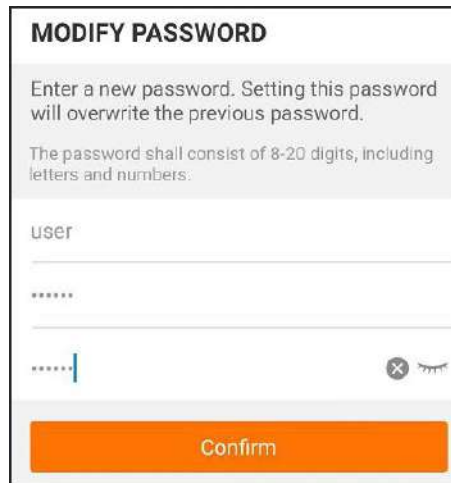 MODIFY PASSWORD
Enter a new password. Setting this password
will overwrite the previous password.
The password shall consist of 8-20 digits, including
letters and numbers.
user
••••••
••••••
Confirm